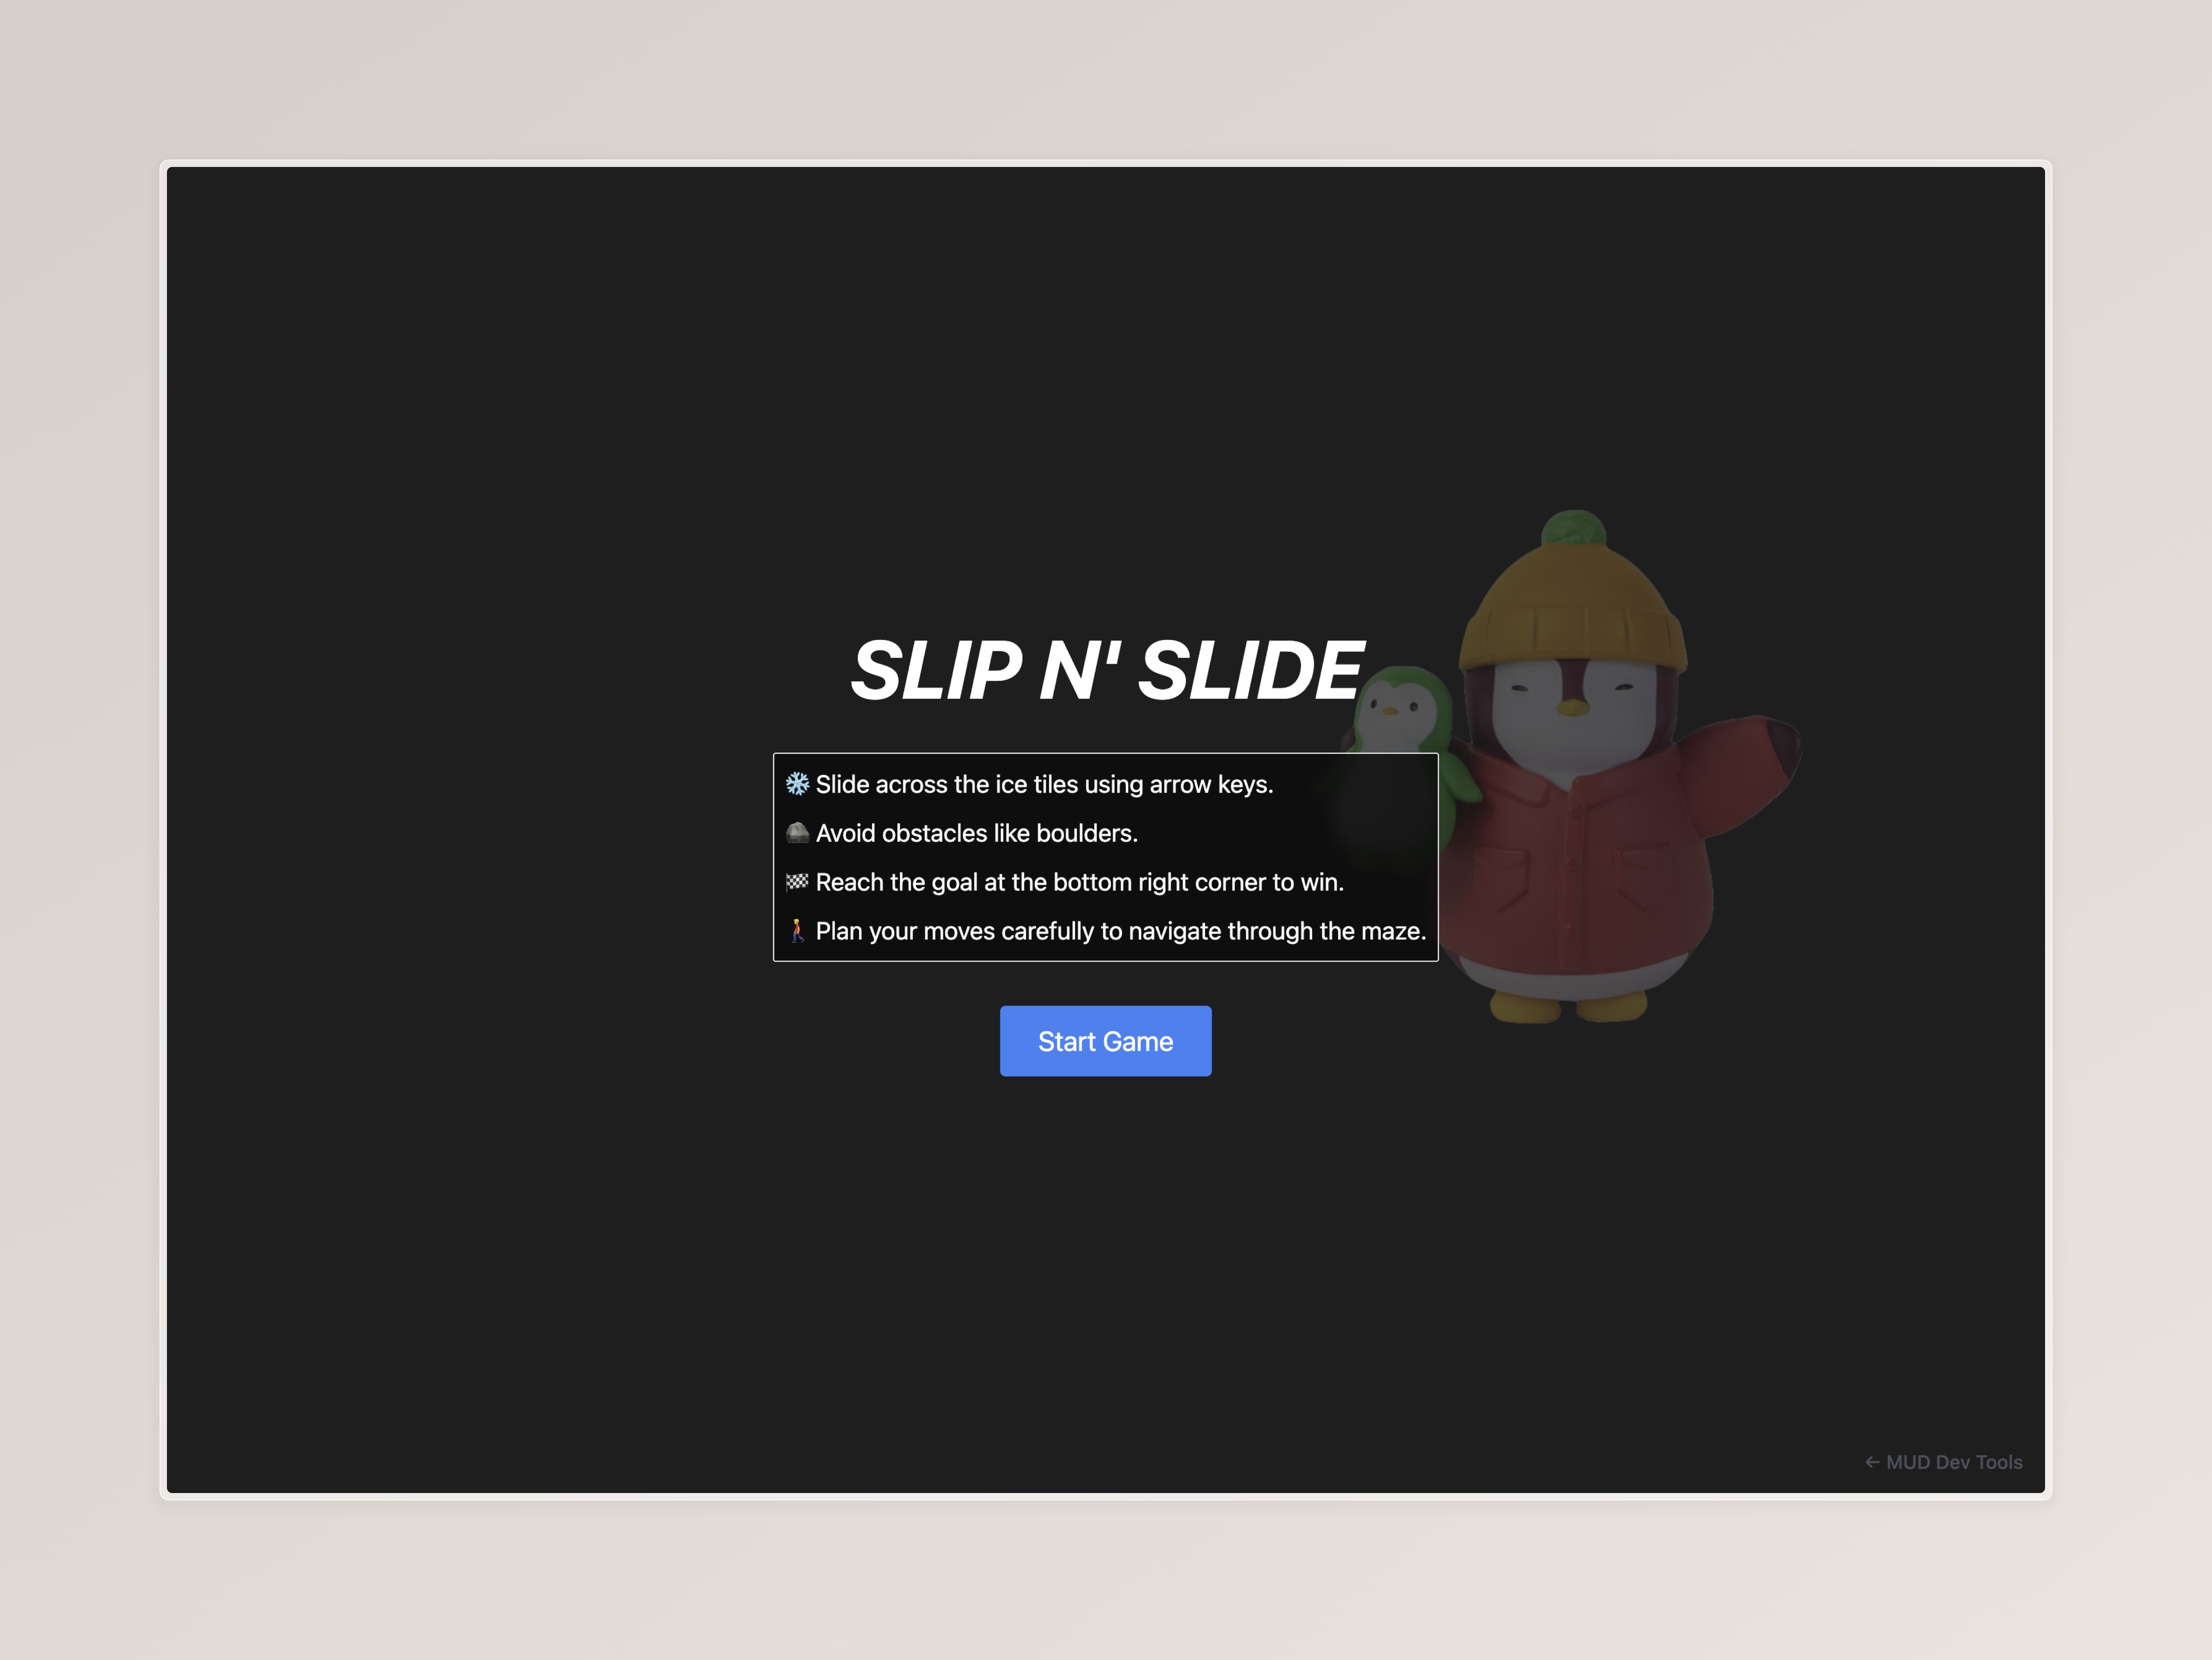 SLIP N' SLIDE
❄️ Slide across the ice tiles using arrow keys.
🪨 Avoid obstacles like boulders.
🏁 Reach the goal at the bottom right corner to win.
🚶 Plan your moves carefully to navigate through the maze.
Start Game
← MUD Dev Tools